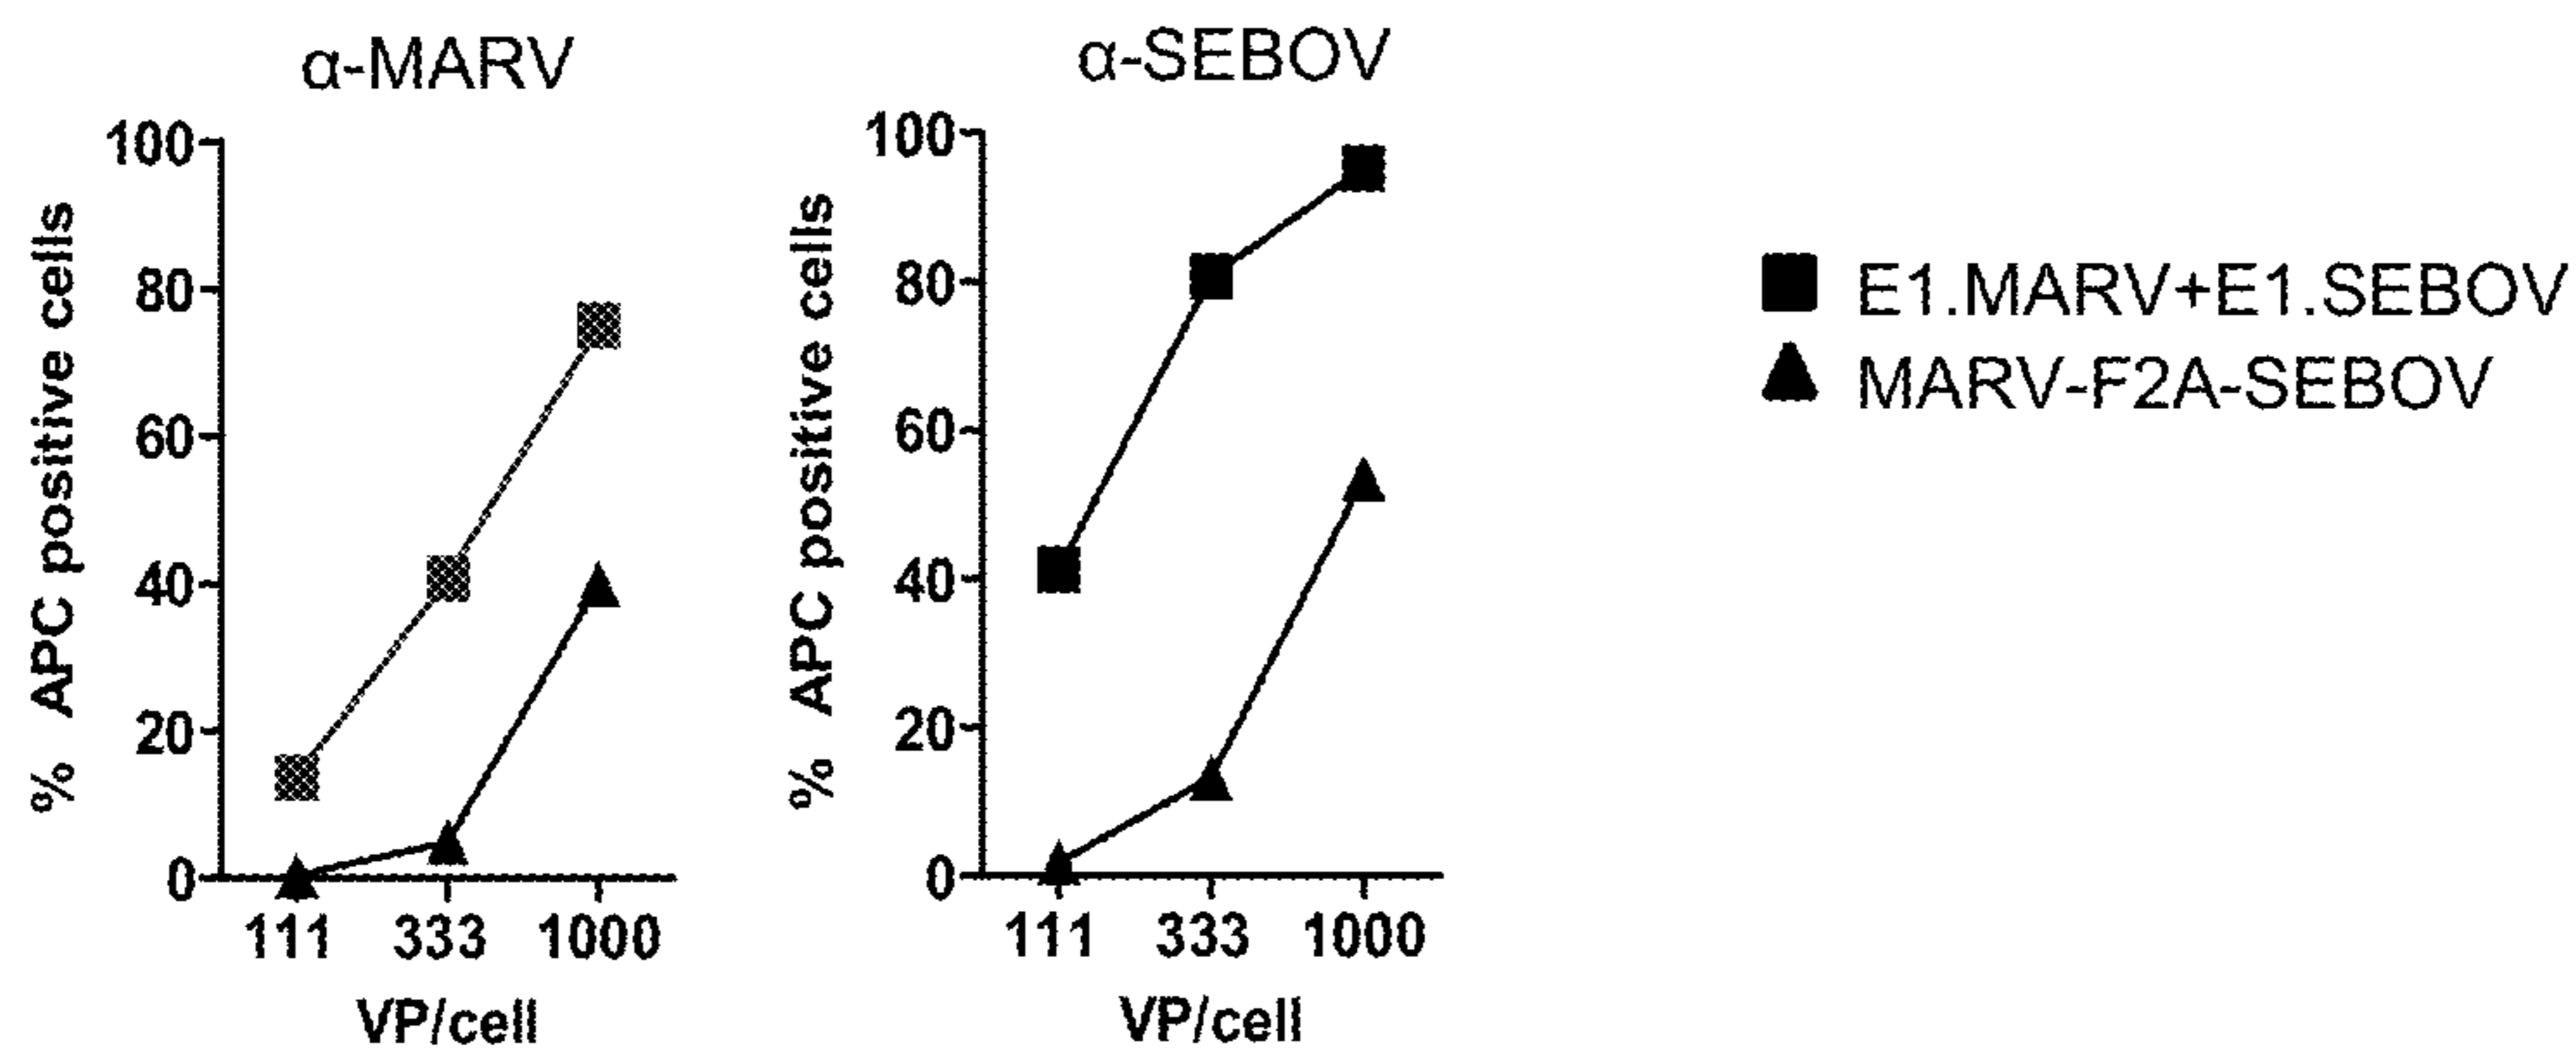 α-MARV
100
80
60
40
20
0
% APC positive cells
111 333 1000
VP/cell
α-SEBOV
100
80
60
40
20
0
% APC positive cells
111 333 1000
VP/cell
E1.MARV+E1.SEBOV
MARV-F2A-SEBOV